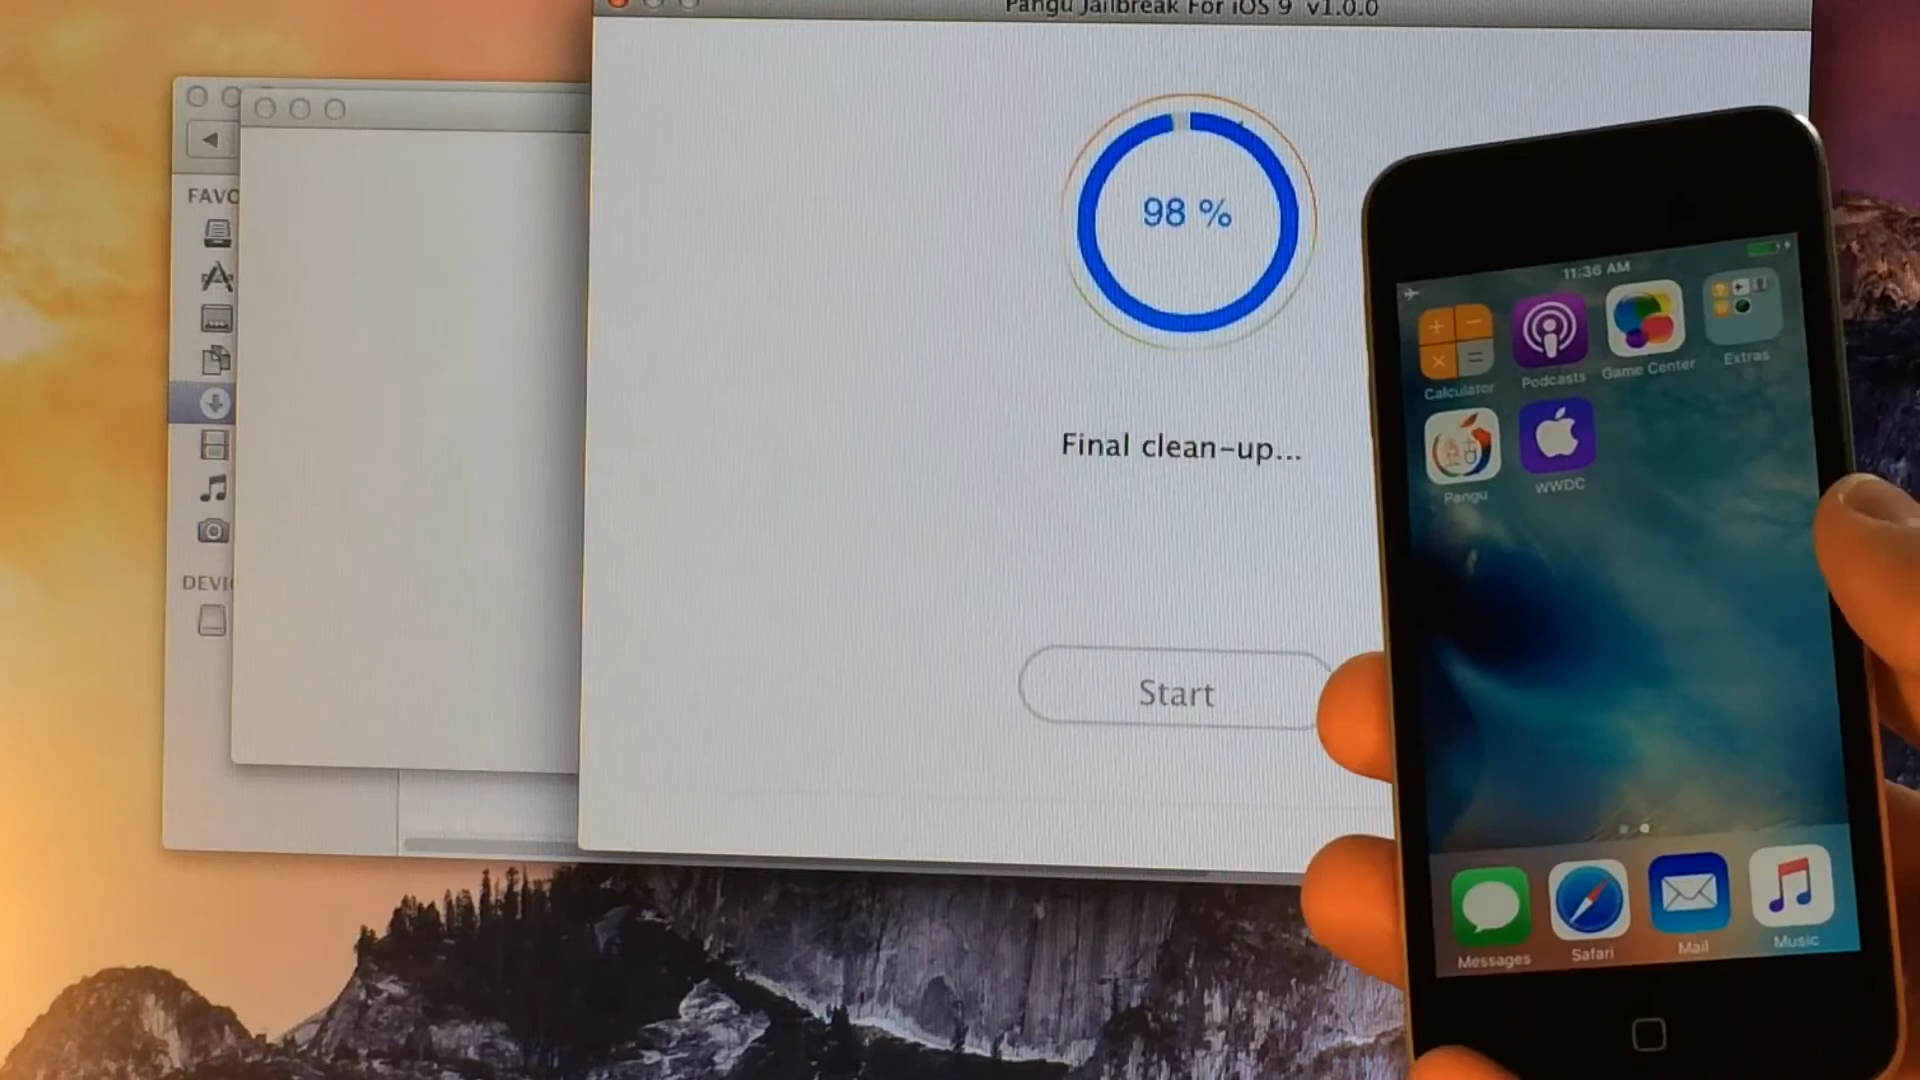 Pangu Jailbreak For iOS 9 v1.0.0
FAVO
DEVI
98 %
Final clean-up...
Start
11:36 AM
Calculator
Podcasts
Game Center
Extras
Pangu
WWDC
Messages
Safari
Mail
Music